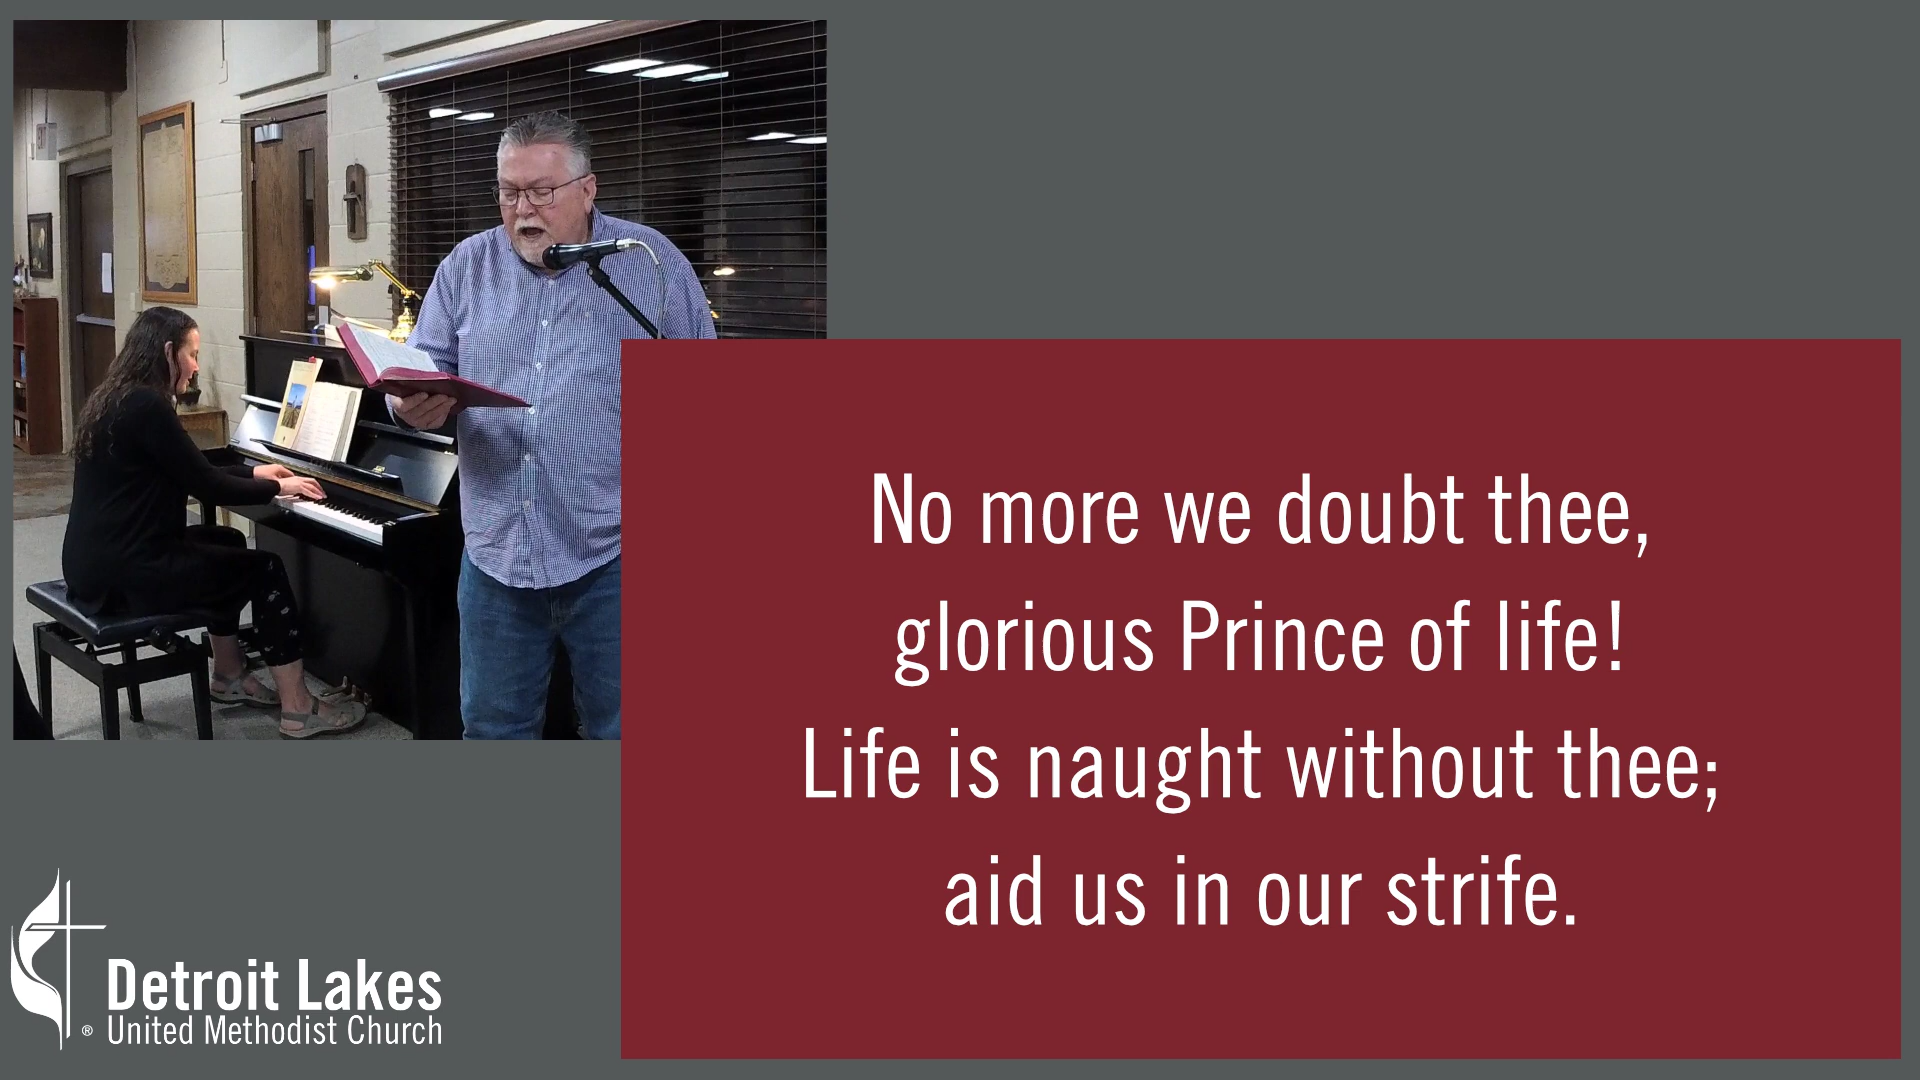 No more we doubt thee,
glorious Prince of life!
Life is naught without thee;
aid us in our strife.
Detroit Lakes
® United Methodist Church